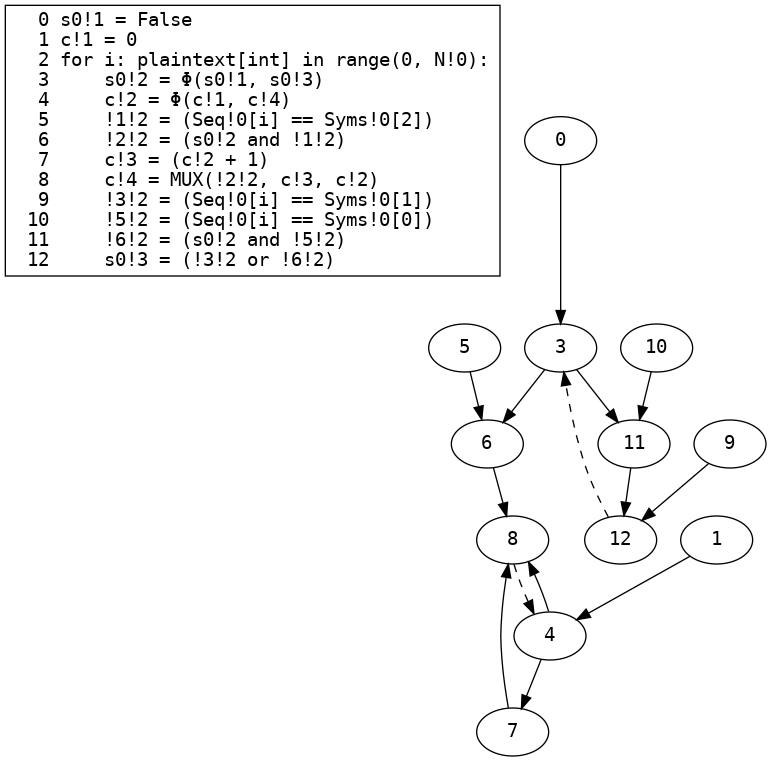 0 s0!1 = False
1 c!1 = 0
2 for i: plaintext[int] in range(0, N!0):
3     s0!2 = Φ(s0!1, s0!3)
4     c!2 = Φ(c!1, c!4)
5     !1!2 = (Seq!0[i] == Syms!0[2])
6     !2!2 = (s0!2 and !1!2)
7     c!3 = (c!2 + 1)
8     c!4 = MUX(!2!2, c!3, c!2)
9     !3!2 = (Seq!0[i] == Syms!0[1])
10     !5!2 = (Seq!0[i] == Syms!0[0])
11     !6!2 = (s0!2 and !5!2)
12     s0!3 = (!3!2 or !6!2)
0
5
3
10
6
11
9
8
12
1
4
7